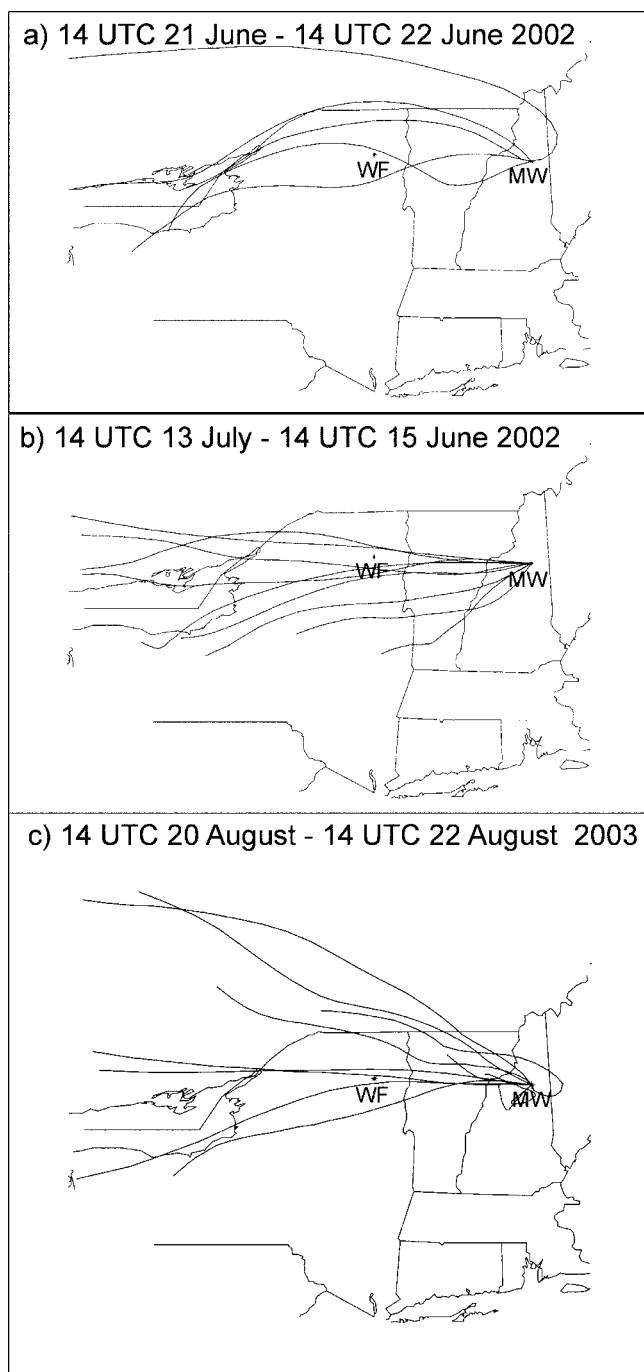 a) 14 UTC 21 June - 14 UTC 22 June 2002
WF
MW
b) 14 UTC 13 July - 14 UTC 15 June 2002
WF
MW
c) 14 UTC 20 August - 14 UTC 22 August 2003
WF
MW